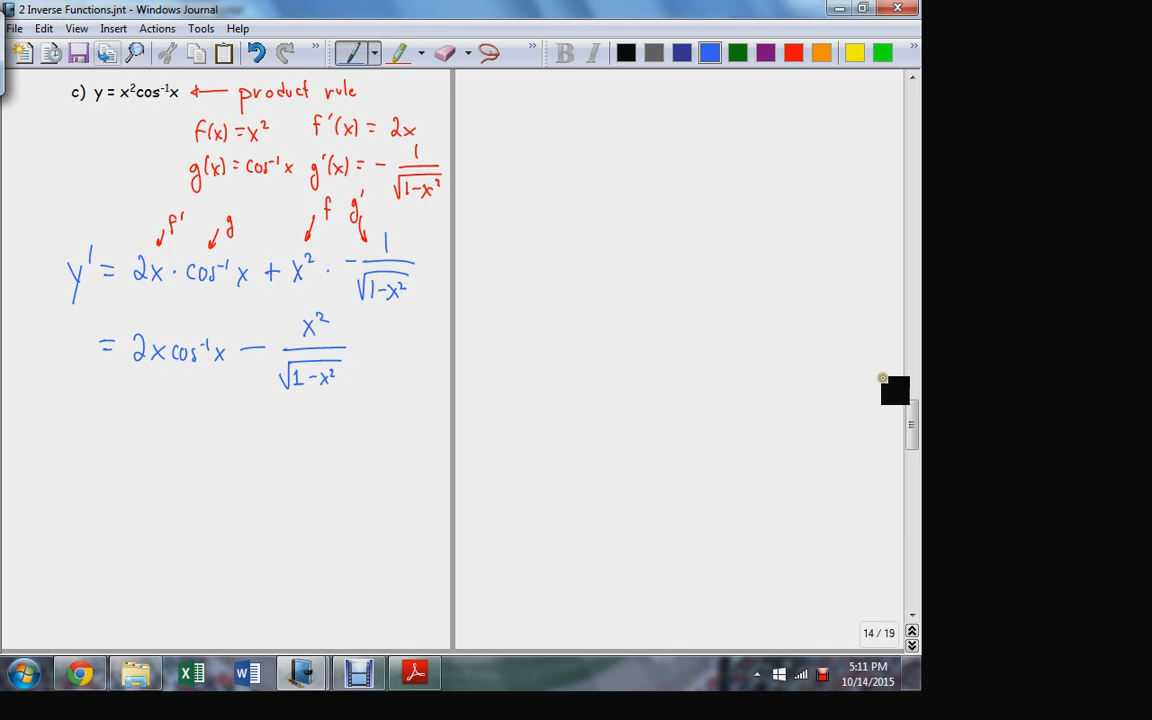 2 Inverse Functions.jnt - Windows Journal
File Edit View Insert Actions Tools Help
c) y = x²cos⁻¹x ← product rule
f(x) = x² f'(x) = 2x
g(x) = cos⁻¹x g'(x) = - 1/√(1-x²)
f' g f g'
y' = 2x · cos⁻¹x + x² · - 1/√(1-x²)
= 2x cos⁻¹x - x²/√(1-x²)
14 / 19
5:11 PM
10/14/2015